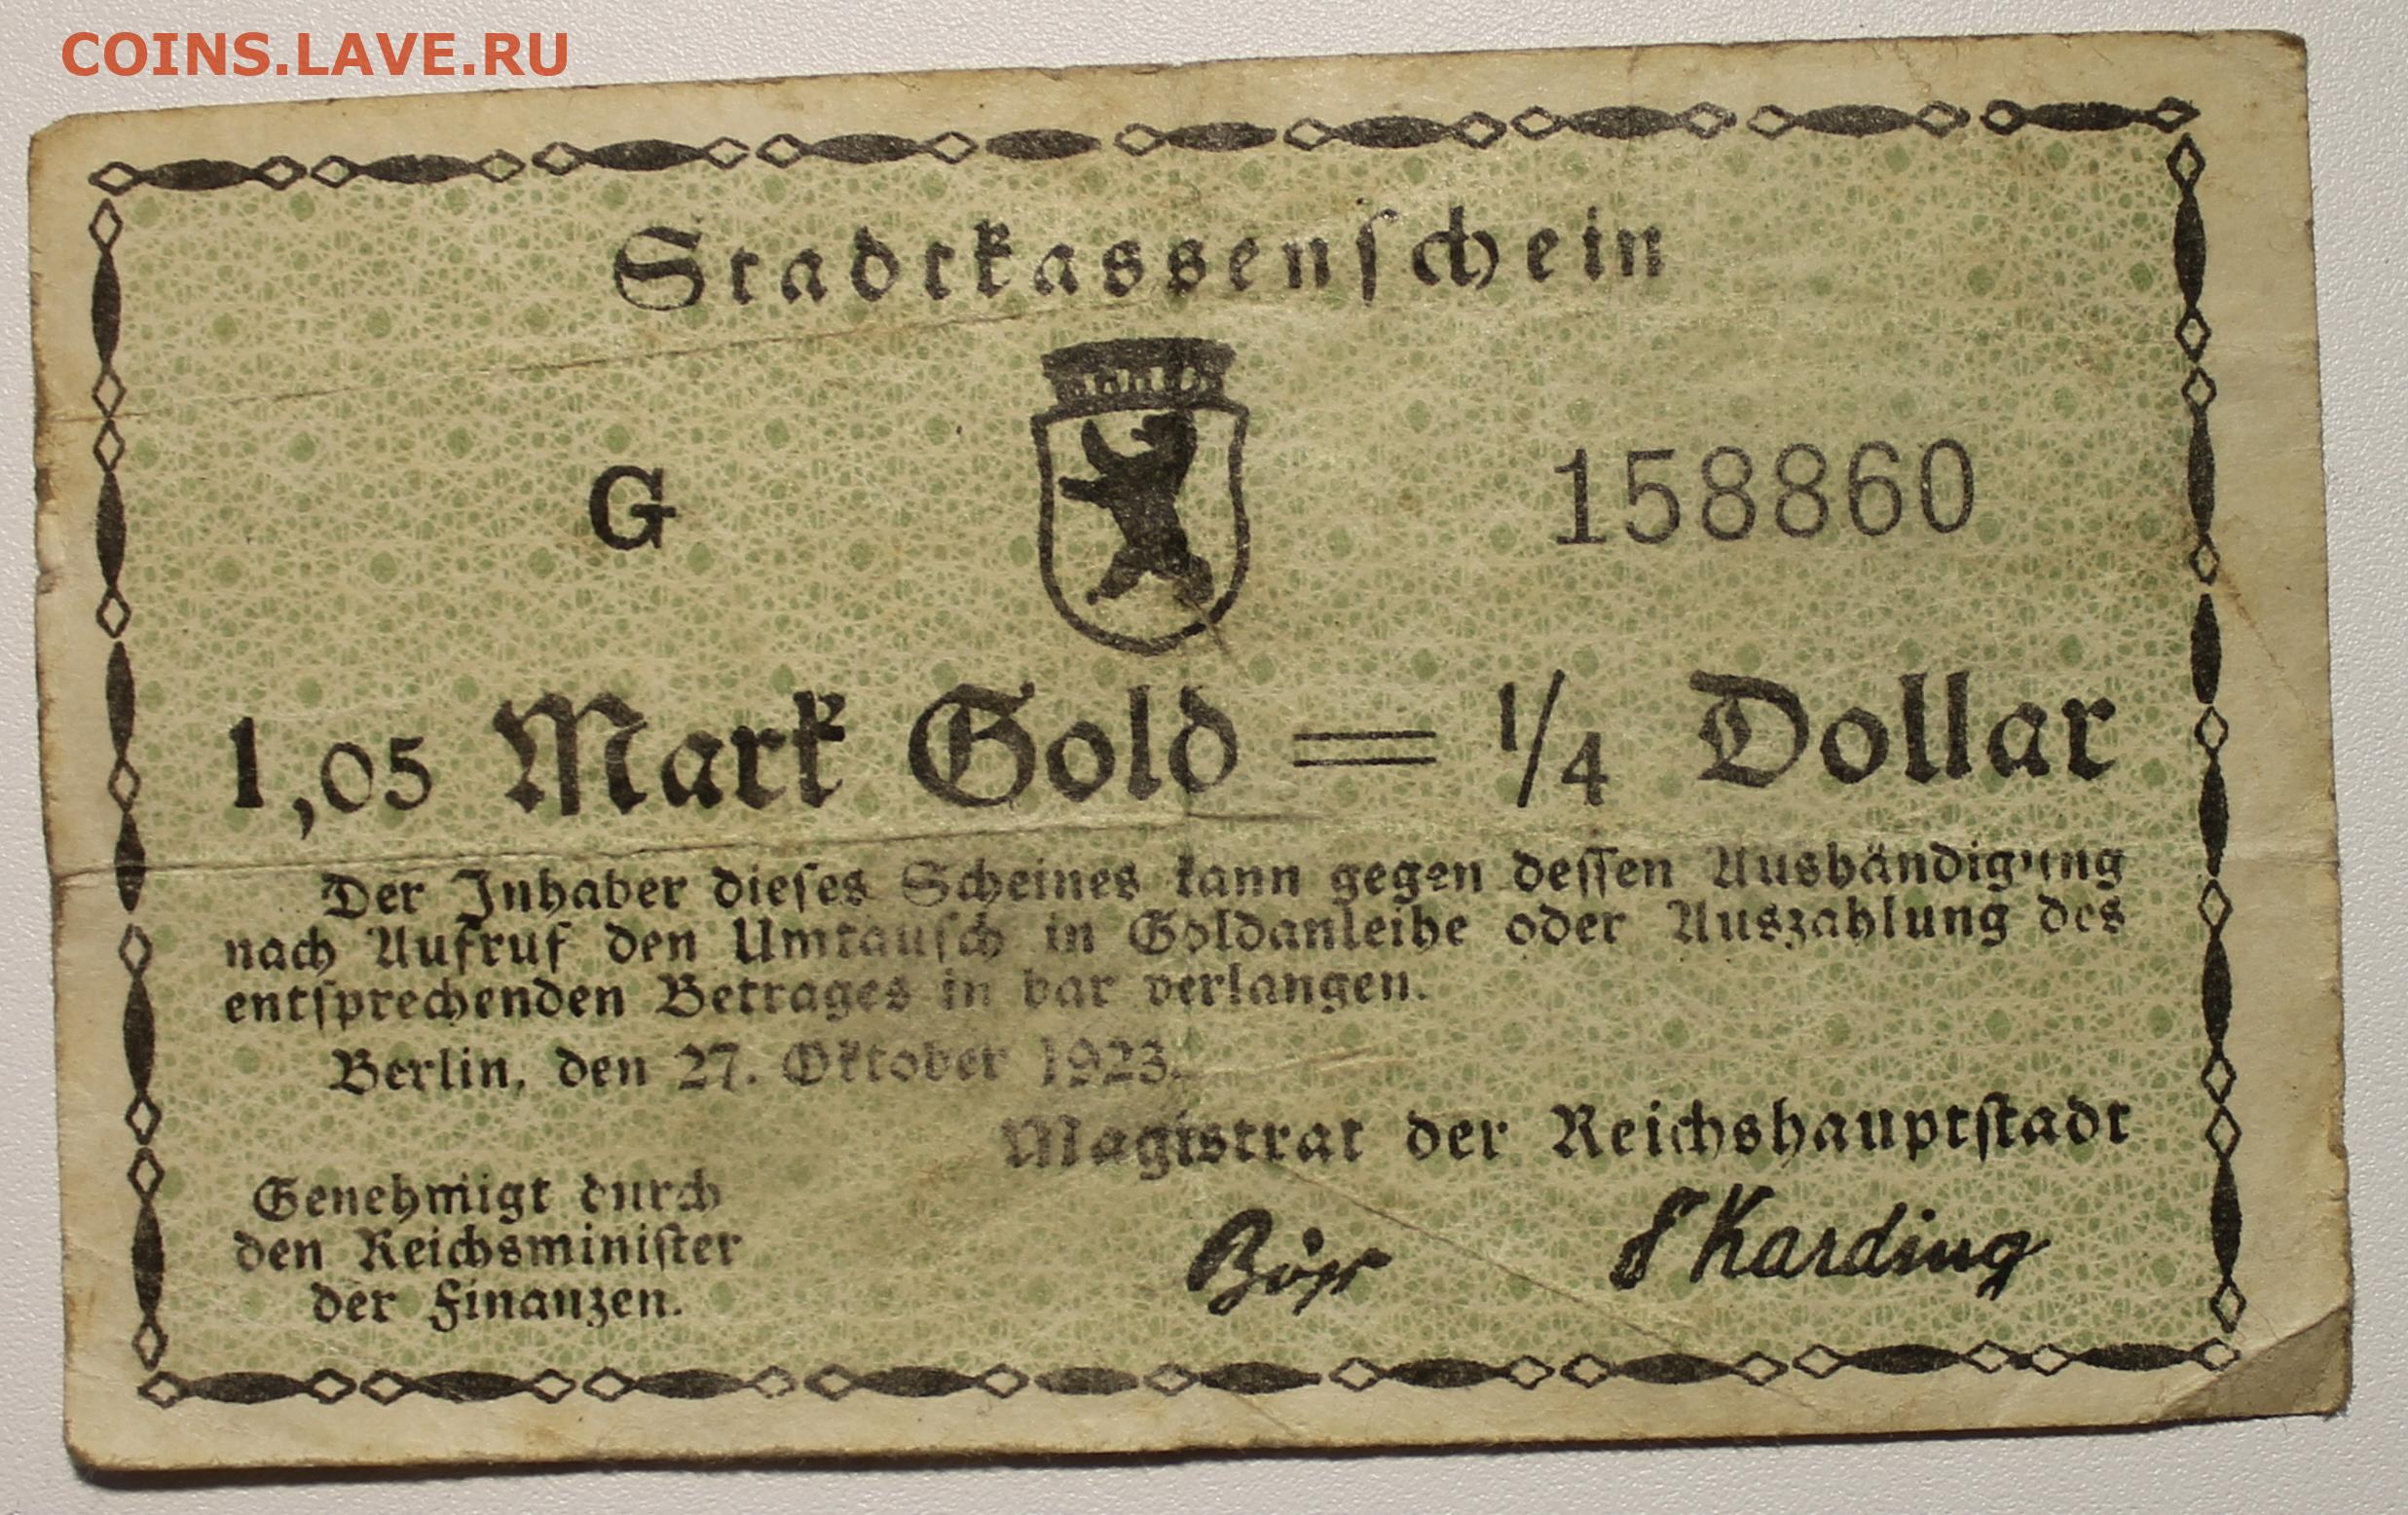 COINS.LAVE.RU
Stadtkassenschein
G
158860
1,05 Mark Gold = 1/4 Dollar
Der Inhaber dieses Scheines kann gegen dessen Aushändigung
nach Aufruf den Umtausch in Goldanleihe oder Auszahlung des
entsprechenden Betrages in bar verlangen.
Berlin, den 27. Oktober 1923.
Magistrat der Reichshauptstadt
Genehmigt durch
den Reichsminister
der Finanzen.
Böß Karding